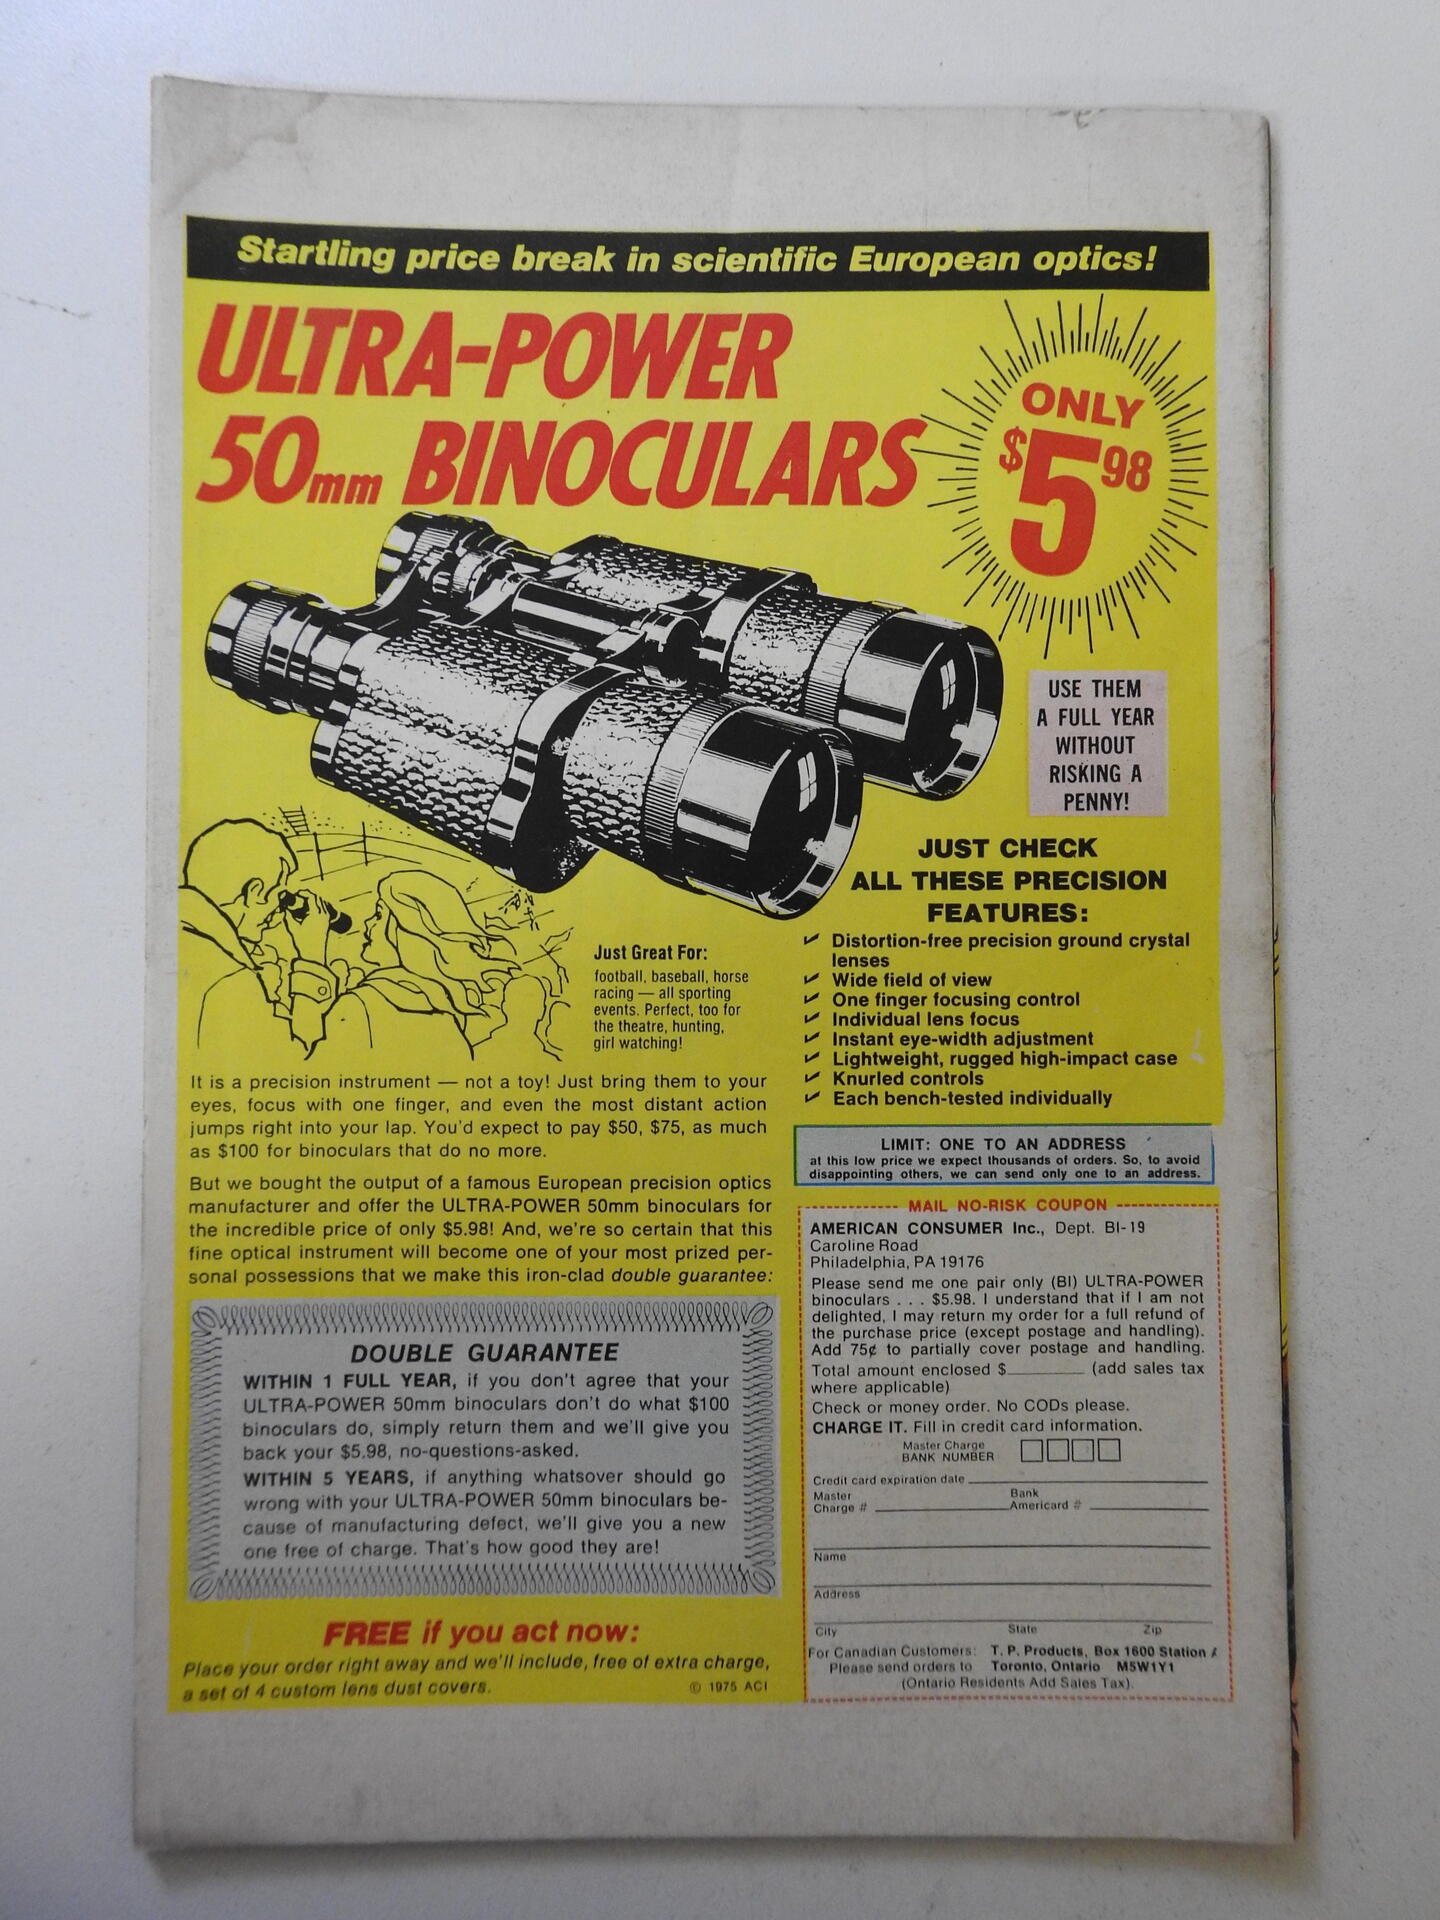 Startling price break in scientific European optics!
ULTRA-POWER
50mm BINOCULARS
ONLY
$5 98
USE THEM
A FULL YEAR
WITHOUT
RISKING A
PENNY!
JUST CHECK
ALL THESE PRECISION
FEATURES:
Distortion-free precision ground crystal
lenses
Wide field of view
One finger focusing control
Individual lens focus
Instant eye-width adjustment
Lightweight, rugged high-impact case
Knurled controls
Each bench-tested individually
Just Great For:
football, baseball, horse
racing — all sporting
events. Perfect, too for
the theatre, hunting,
girl watching!
It is a precision instrument — not a toy! Just bring them to your
eyes, focus with one finger, and even the most distant action
jumps right into your lap. You'd expect to pay $50, $75, as much
as $100 for binoculars that do no more.
But we bought the output of a famous European precision optics
manufacturer and offer the ULTRA-POWER 50mm binoculars for
the incredible price of only $5.98! And, we're so certain that this
fine optical instrument will become one of your most prized per-
sonal possessions that we make this iron-clad double guarantee:
DOUBLE GUARANTEE
WITHIN 1 FULL YEAR, if you don't agree that your
ULTRA-POWER 50mm binoculars don't do what $100
binoculars do, simply return them and we'll give you
back your $5.98, no-questions-asked.
WITHIN 5 YEARS, if anything whatsover should go
wrong with your ULTRA-POWER 50mm binoculars be-
cause of manufacturing defect, we'll give you a new
one free of charge. That's how good they are!
FREE if you act now:
Place your order right away and we'll include, free of extra charge,
a set of 4 custom lens dust covers.
© 1975 ACI
LIMIT: ONE TO AN ADDRESS
at this low price we expect thousands of orders. So, to avoid
disappointing others, we can send only one to an address.
MAIL NO-RISK COUPON
AMERICAN CONSUMER Inc., Dept. BI-19
Caroline Road
Philadelphia, PA 19176
Please send me one pair only (BI) ULTRA-POWER
binoculars . . . $5.98. I understand that if I am not
delighted, I may return my order for a full refund of
the purchase price (except postage and handling).
Add 75¢ to partially cover postage and handling.
Total amount enclosed $________ (add sales tax
where applicable)
Check or money order. No CODs please.
CHARGE IT. Fill in credit card information.
Master Charge
BANK NUMBER
Credit card expiration date
Master Bank
Charge # Americard #
Name
Address
City State Zip
For Canadian Customers: T. P. Products, Box 1600 Station
Please send orders to Toronto, Ontario M5W1Y1
(Ontario Residents Add Sales Tax).